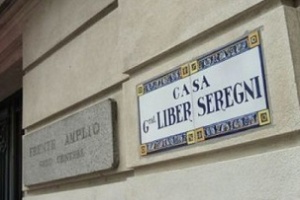 CASA
Gral LIBER SEREGNI
FRENTE AMPLIO